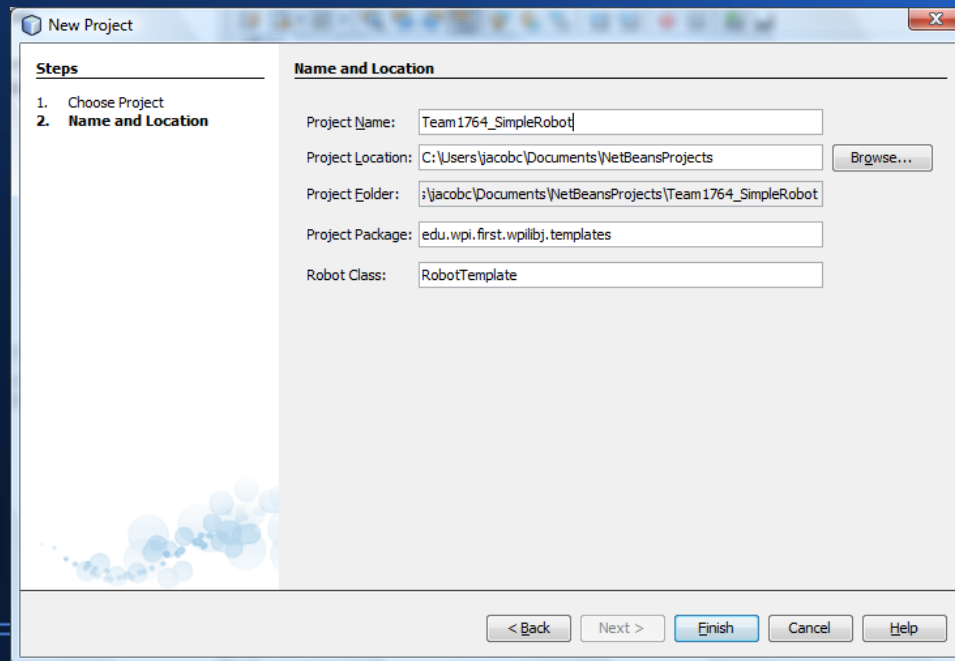 New Project
Steps
1. Choose Project
2. Name and Location
Name and Location
Project Name: Team1764_SimpleRobot
Project Location: C:\Users\jacobc\Documents\NetBeansProjects Browse...
Project Folder: \jacobc\Documents\NetBeansProjects\Team1764_SimpleRobot
Project Package: edu.wpi.first.wpilibj.templates
Robot Class: RobotTemplate
< Back Next > Finish Cancel Help